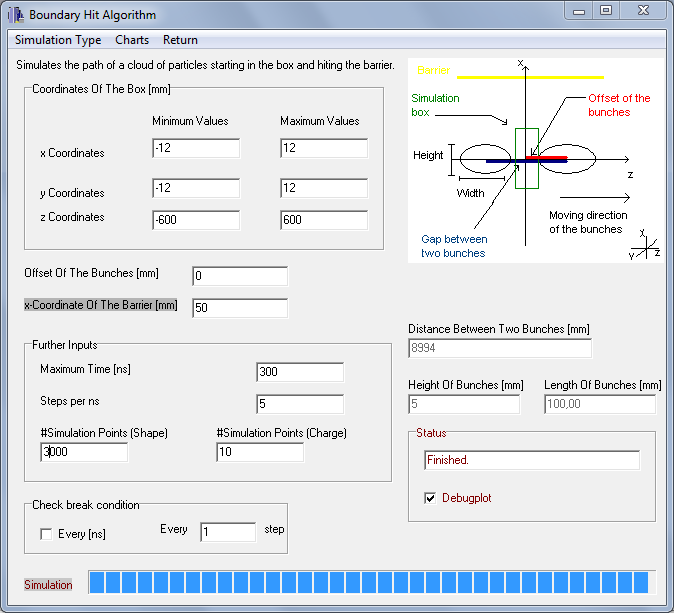 Boundary Hit Algorithm
Simulation Type Charts Return
Simulates the path of a cloud of particles starting in the box and hiting the barrier.
Coordinates Of The Box [mm]
Minimum Values Maximum Values
x Coordinates -12 12
y Coordinates -12 12
z Coordinates -600 600
Offset Of The Bunches [mm] 0
x-Coordinate Of The Barrier [mm] 50
Further Inputs
Maximum Time [ns] 300
Steps per ns 5
#Simulation Points (Shape) #Simulation Points (Charge)
3000 10
Check break condition
Every [ns] Every 1 step
Simulation
Barrier
x
Simulation
box
Offset of the
bunches
Height
z
Width
Gap between
two bunches
Moving direction
of the bunches
x
y z
Distance Between Two Bunches [mm]
8994
Height Of Bunches [mm] Length Of Bunches [mm]
5 100,00
Status
Finished.
Debugplot